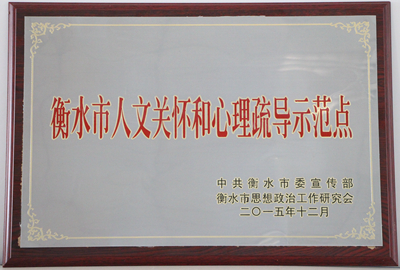 衡水市人文关怀和心理疏导示范点
中共衡水市委宣传部
衡水市思想政治工作研究会
二〇一五年十二月